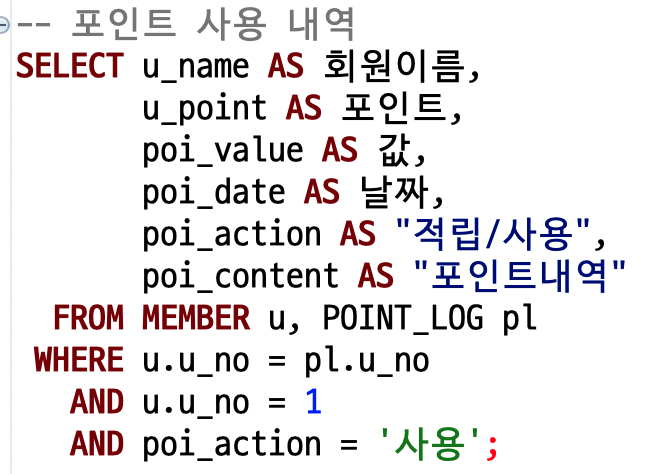 -- 포인트 사용 내역
SELECT u_name AS 회원이름,
u_point AS 포인트,
poi_value AS 값,
poi_date AS 날짜,
poi_action AS "적립/사용",
poi_content AS "포인트내역"
FROM MEMBER u, POINT_LOG pl
WHERE u.u_no = pl.u_no
AND u.u_no = 1
AND poi_action = '사용';